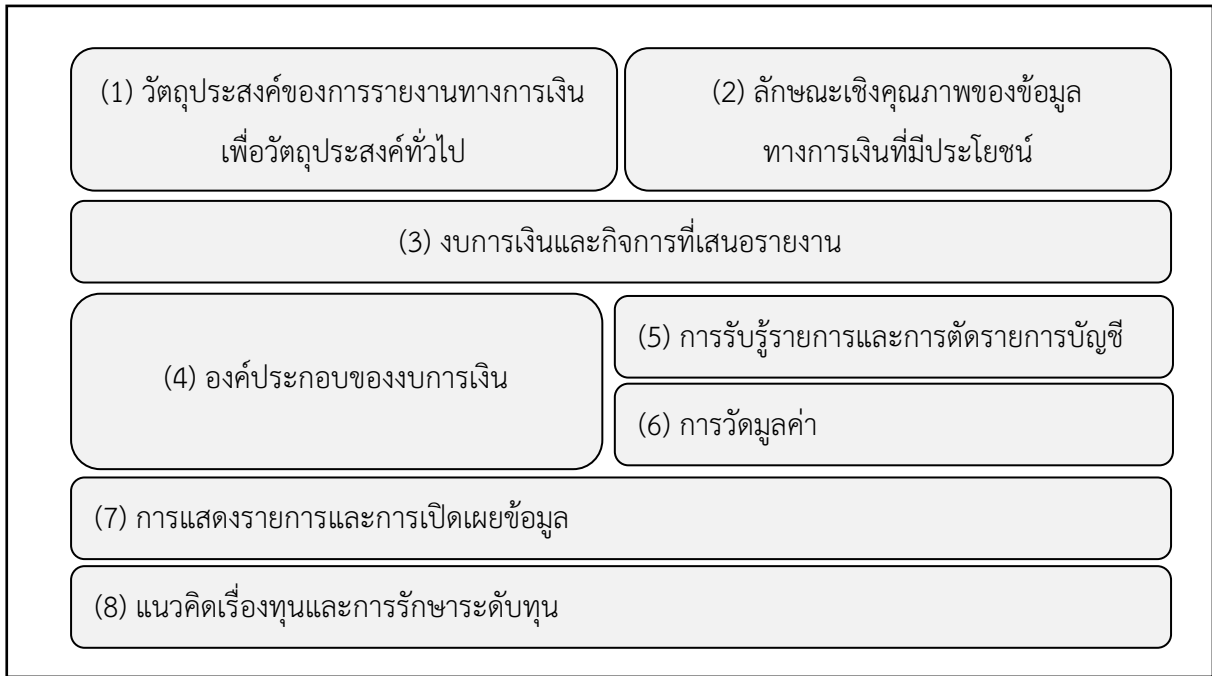 (1) วัตถุประสงค์ของการรายงานทางการเงิน
เพื่อวัตถุประสงค์ทั่วไป
(2) ลักษณะเชิงคุณภาพของข้อมูล
ทางการเงินที่มีประโยชน์
(3) งบการเงินและกิจการที่เสนอรายงาน
(4) องค์ประกอบของงบการเงิน
(5) การรับรู้รายการและการตัดรายการบัญชี
(6) การวัดมูลค่า
(7) การแสดงรายการและการเปิดเผยข้อมูล
(8) แนวคิดเรื่องทุนและการรักษาระดับทุน